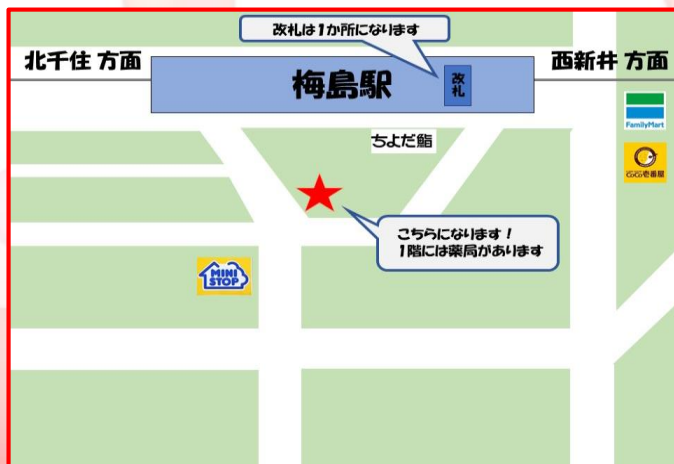 改札は1か所になります
北千住 方面
梅島駅
改札
西新井 方面
FamilyMart
ちよだ鮨
CoCo壱番屋
こちらになります！
1階には薬局があります
MINI
STOP